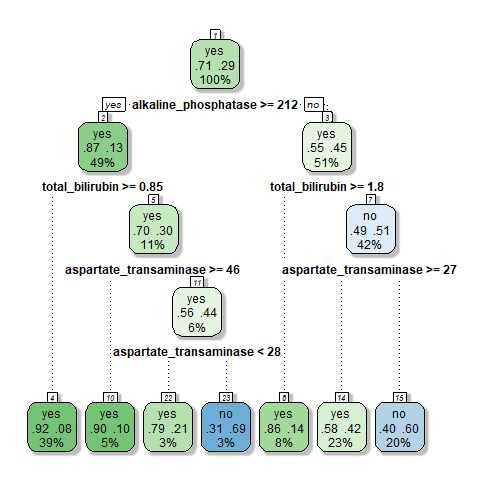 1
yes
.71 .29
100%
yes alkaline_phosphatase >= 212 no
2
yes
.87 .13
49%
3
yes
.55 .45
51%
total_bilirubin >= 0.85
total_bilirubin >= 1.8
5
yes
.70 .30
11%
7
no
.49 .51
42%
aspartate_transaminase >= 46
aspartate_transaminase >= 27
11
yes
.56 .44
6%
aspartate_transaminase < 28
4
yes
.92 .08
39%
10
yes
.90 .10
5%
22
yes
.79 .21
3%
23
no
.31 .69
3%
6
yes
.86 .14
8%
14
yes
.58 .42
23%
15
no
.40 .60
20%